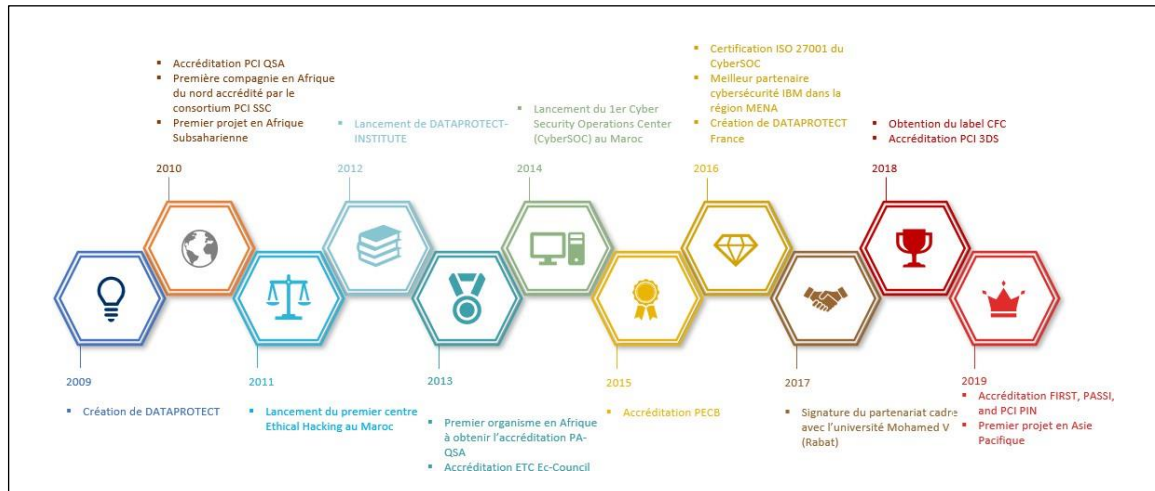 ▪ Accréditation PCI QSA
▪ Première compagnie en Afrique
du nord accrédité par le
consortium PCI SSC
▪ Premier projet en Afrique
Subsaharienne
2010
▪ Lancement de DATAPROTECT-
INSTITUTE
2012
▪ Lancement du 1er Cyber
Security Operations Center
(CyberSOC) au Maroc
2014
▪ Certification ISO 27001 du
CyberSOC
▪ Meilleur partenaire
cybersécurité IBM dans la
région MENA
▪ Création de DATAPROTECT
France
2016
▪ Obtention du label CFC
▪ Accréditation PCI 3DS
2018
2009
▪ Création de DATAPROTECT
2011
▪ Lancement du premier centre
Ethical Hacking au Maroc
2013
▪ Premier organisme en Afrique
à obtenir l’accréditation PA-
QSA
▪ Accréditation ETC Ec-Council
2015
▪ Accréditation PECB
2017
▪ Signature du partenariat cadre
avec l’université Mohamed V
(Rabat)
2019
▪ Accréditation FIRST, PASSI,
and PCI PIN
▪ Premier projet en Asie
Pacifique